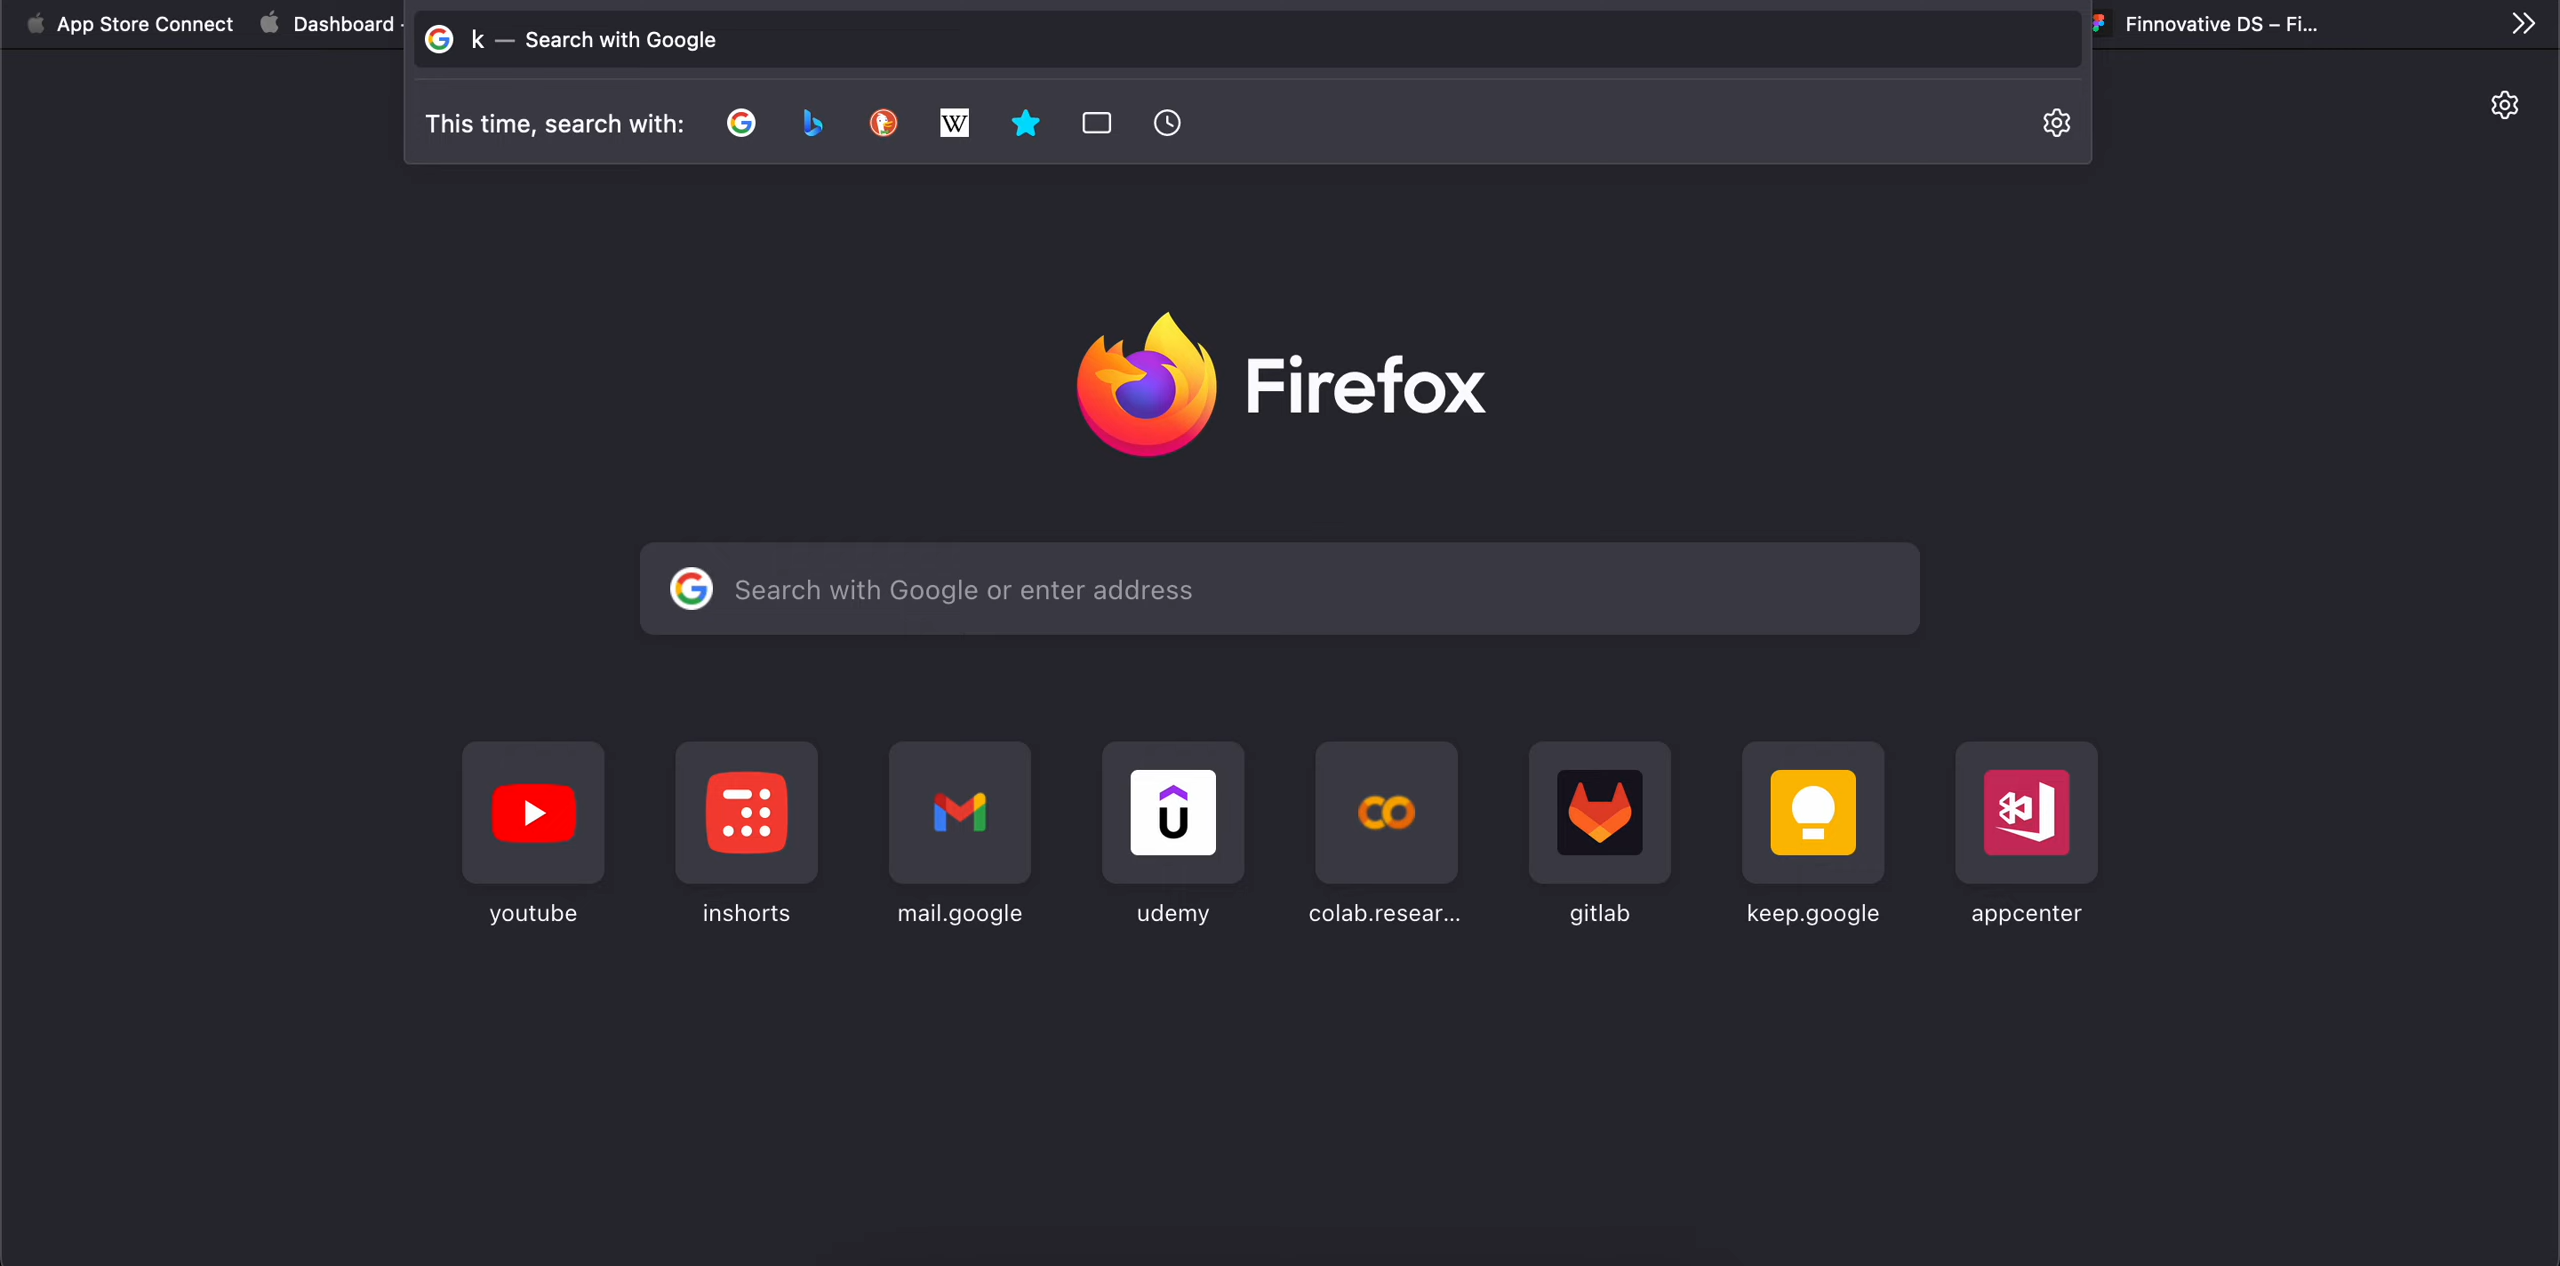 App Store Connect Dashboard -
k — Search with Google
Finnovative DS – Fi...
This time, search with:
W
Firefox
Search with Google or enter address
youtube
inshorts
mail.google
udemy
colab.resear...
gitlab
keep.google
appcenter